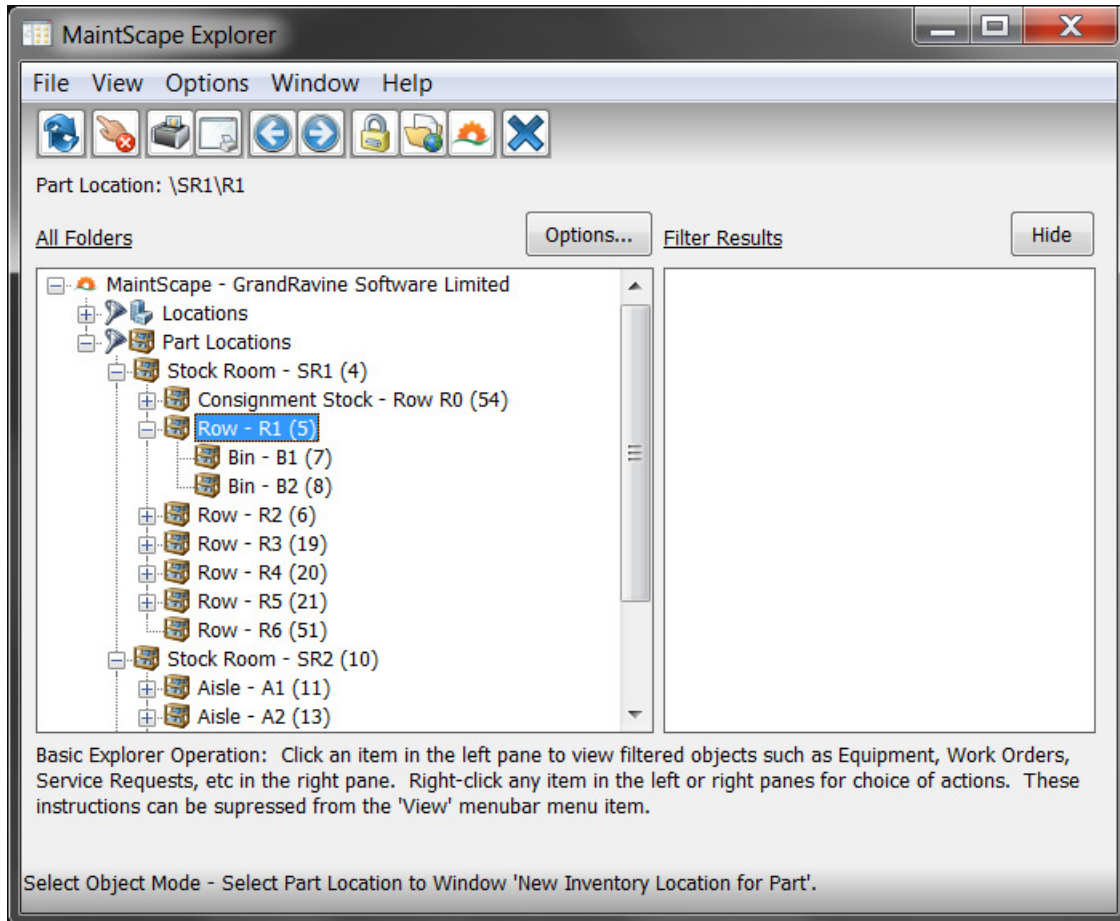 MaintScape Explorer
File View Options Window Help
Part Location: \SR1\R1
All Folders
Options...
Filter Results
Hide
MaintScape - GrandRavine Software Limited
Locations
Part Locations
Stock Room - SR1 (4)
Consignment Stock - Row R0 (54)
Row - R1 (5)
Bin - B1 (7)
Bin - B2 (8)
Row - R2 (6)
Row - R3 (19)
Row - R4 (20)
Row - R5 (21)
Row - R6 (51)
Stock Room - SR2 (10)
Aisle - A1 (11)
Aisle - A2 (13)
Basic Explorer Operation: Click an item in the left pane to view filtered objects such as Equipment, Work Orders,
Service Requests, etc in the right pane. Right-click any item in the left or right panes for choice of actions. These
instructions can be supressed from the 'View' menubar menu item.
Select Object Mode - Select Part Location to Window 'New Inventory Location for Part'.